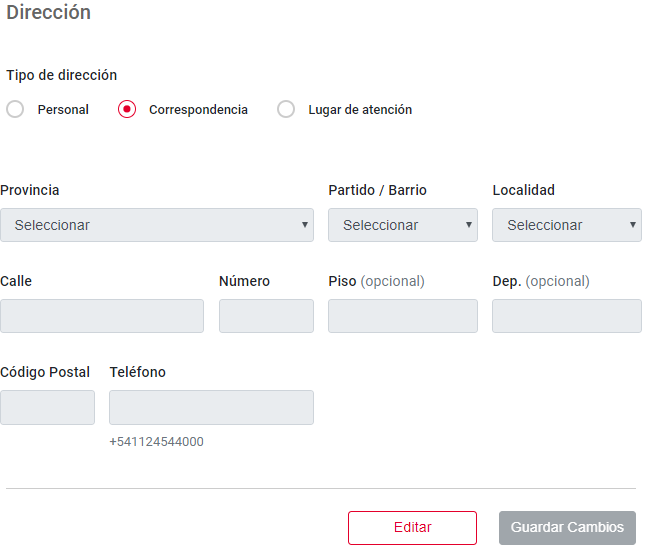 Dirección
Tipo de dirección
Personal Correspondencia Lugar de atención
Provincia Partido / Barrio Localidad
Seleccionar Seleccionar Seleccionar
Calle Número Piso (opcional) Dep. (opcional)
Código Postal Teléfono
+541124544000
Editar Guardar Cambios